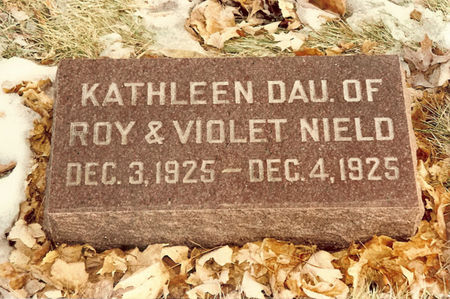 KATHLEEN DAU. OF
ROY & VIOLET NIELD
DEC. 3, 1925 – DEC. 4, 1925